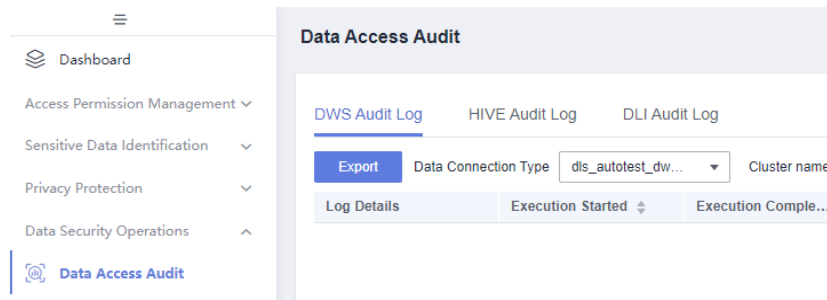 Dashboard
Access Permission Management
Sensitive Data Identification
Privacy Protection
Data Security Operations
Data Access Audit
Data Access Audit
DWS Audit Log HIVE Audit Log DLI Audit Log
Export Data Connection Type dls_autotest_dw... Cluster name
Log Details Execution Started Execution Comple...